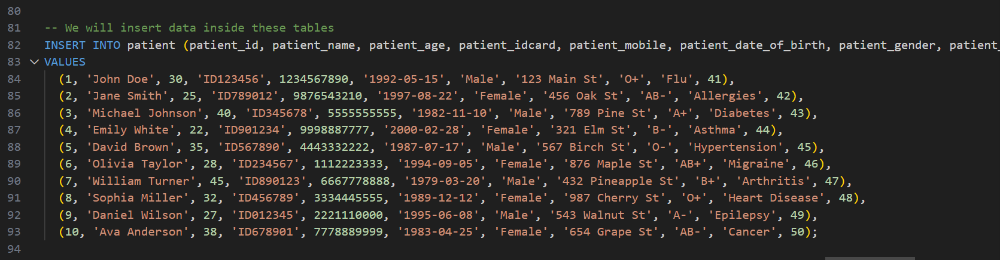 80
81 -- We will insert data inside these tables
82 INSERT INTO patient (patient_id, patient_name, patient_age, patient_idcard, patient_mobile, patient_date_of_birth, patient_gender, patient_
83 VALUES
84 (1, 'John Doe', 30, 'ID123456', 1234567890, '1992-05-15', 'Male', '123 Main St', 'O+', 'Flu', 41),
85 (2, 'Jane Smith', 25, 'ID789012', 9876543210, '1997-08-22', 'Female', '456 Oak St', 'AB-', 'Allergies', 42),
86 (3, 'Michael Johnson', 40, 'ID345678', 5555555555, '1982-11-10', 'Male', '789 Pine St', 'A+', 'Diabetes', 43),
87 (4, 'Emily White', 22, 'ID901234', 9998887777, '2000-02-28', 'Female', '321 Elm St', 'B-', 'Asthma', 44),
88 (5, 'David Brown', 35, 'ID567890', 4443332222, '1987-07-17', 'Male', '567 Birch St', 'O-', 'Hypertension', 45),
89 (6, 'Olivia Taylor', 28, 'ID234567', 1112223333, '1994-09-05', 'Female', '876 Maple St', 'AB+', 'Migraine', 46),
90 (7, 'William Turner', 45, 'ID890123', 6667778888, '1979-03-20', 'Male', '432 Pineapple St', 'B+', 'Arthritis', 47),
91 (8, 'Sophia Miller', 32, 'ID456789', 3334445555, '1989-12-12', 'Female', '987 Cherry St', 'O+', 'Heart Disease', 48),
92 (9, 'Daniel Wilson', 27, 'ID012345', 2221110000, '1995-06-08', 'Male', '543 Walnut St', 'A-', 'Epilepsy', 49),
93 (10, 'Ava Anderson', 38, 'ID678901', 7778889999, '1983-04-25', 'Female', '654 Grape St', 'AB-', 'Cancer', 50);
94